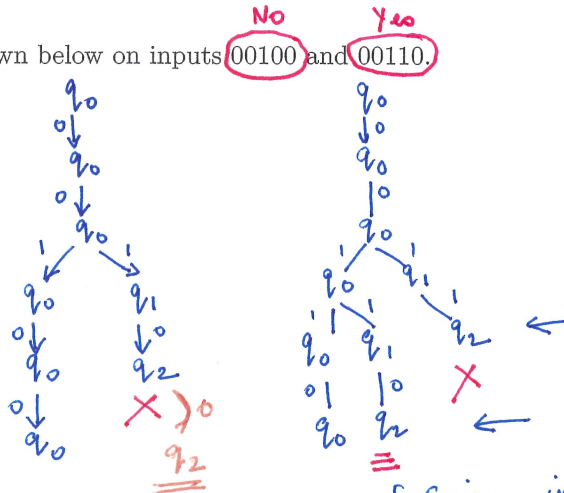 No Yes
wn below on inputs 00100 and 00110.
q0 q0
0 0
q0 q0
0 0
q0 q0
1 1 1 1
q0 q1 q0 q1
0 0 1 1 1
q0 q2 q0 q1 q2
0 X 0 0 0 X
q0 q2 q0 q2